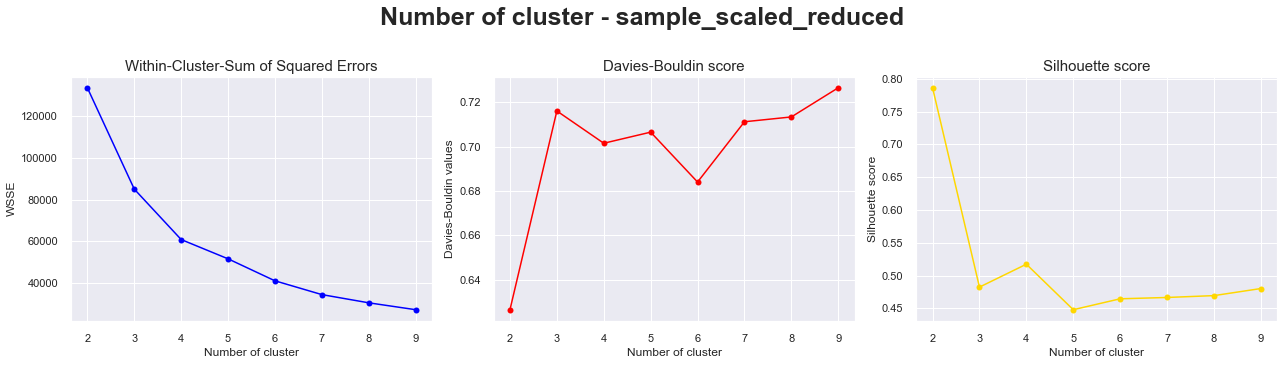 Number of cluster - sample_scaled_reduced
Within-Cluster-Sum of Squared Errors
WSSE
120000
100000
80000
60000
40000
2 3 4 5 6 7 8 9
Number of cluster
Davies-Bouldin score
Davies-Bouldin values
0.72
0.70
0.68
0.66
0.64
2 3 4 5 6 7 8 9
Number of cluster
Silhouette score
Silhouette score
0.80
0.75
0.70
0.65
0.60
0.55
0.50
0.45
2 3 4 5 6 7 8 9
Number of cluster